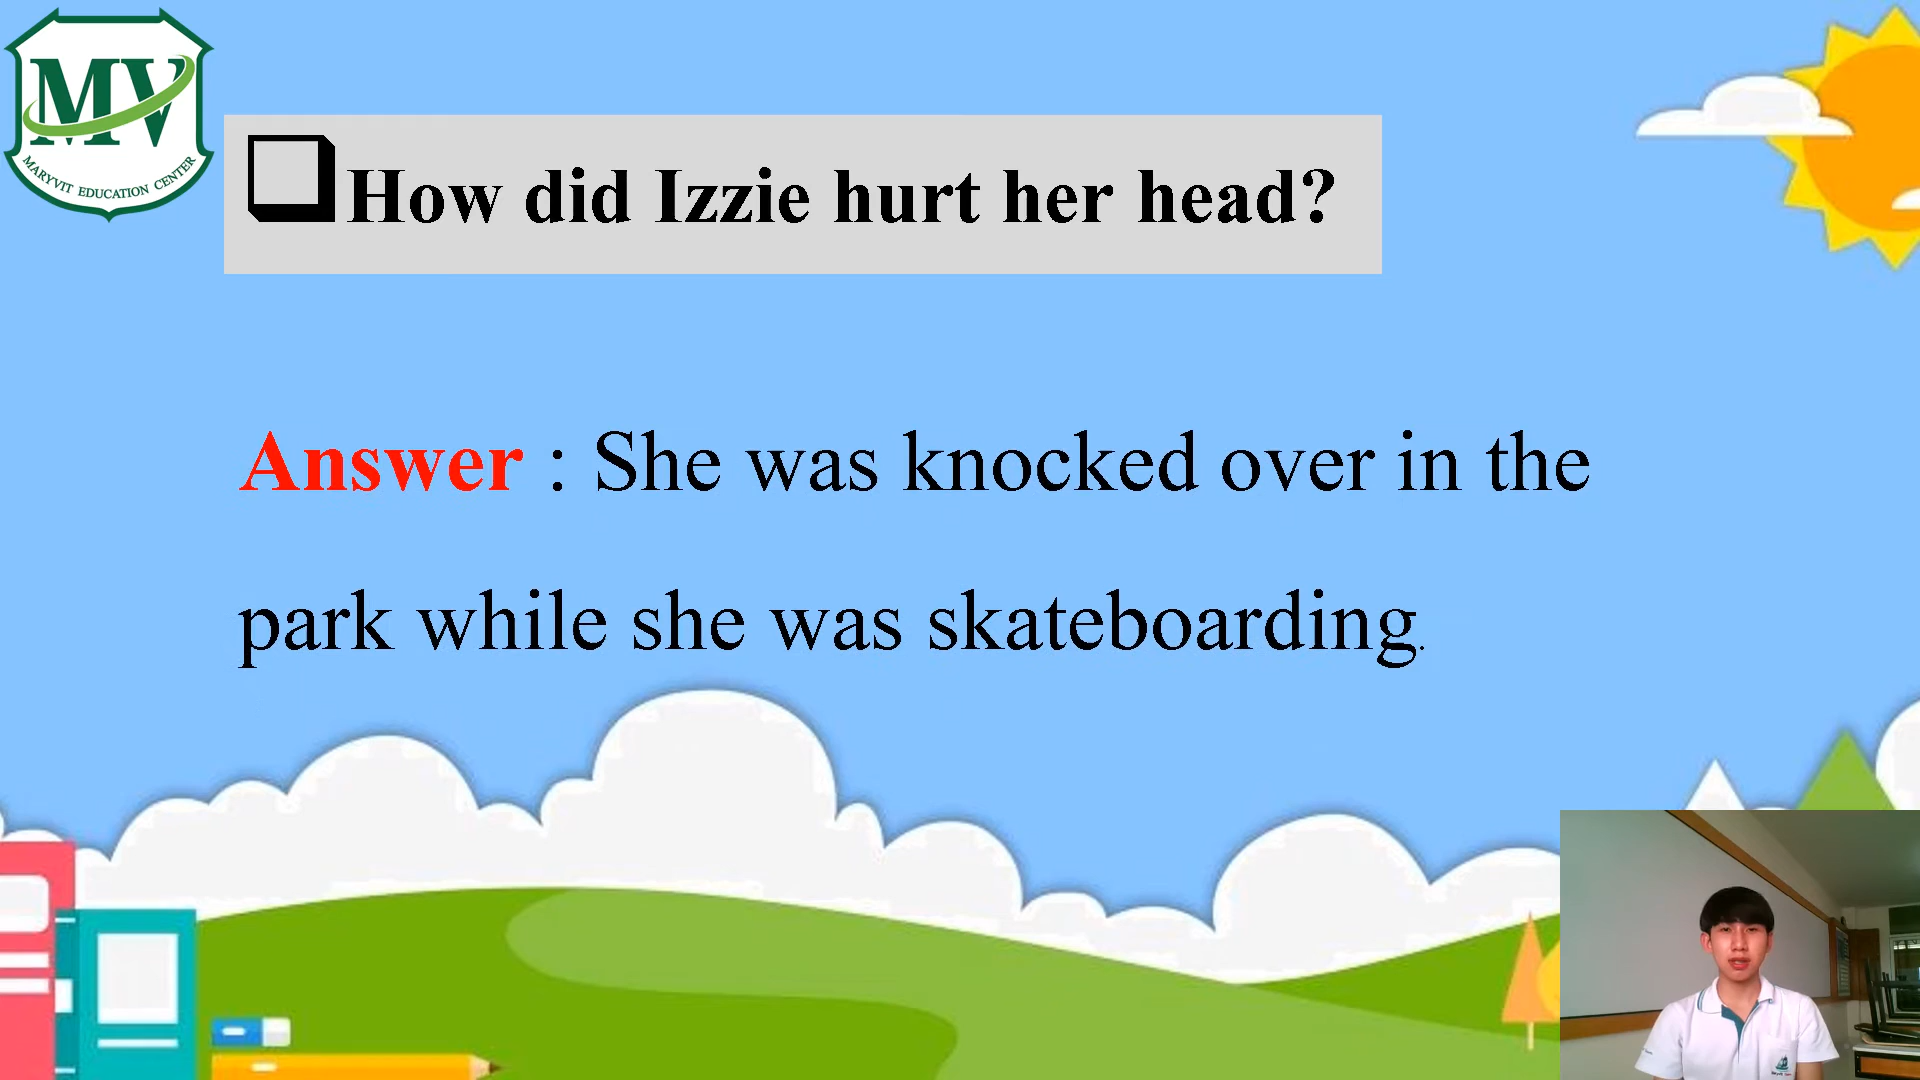 MV
MARYVIT EDUCATION CENTER
How did Izzie hurt her head?
Answer : She was knocked over in the
park while she was skateboarding.